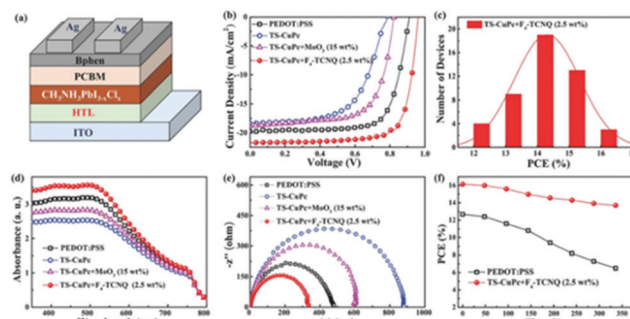 (a)
Ag
Ag
Bphen
PCBM
CH₃NH₃PbI₃₋ₓClₓ
HTL
ITO
(b)
0
-5
-10
-15
-20
-25
Current Density (mA/cm²)
PEDOT:PSS
TS-CuPc
TS-CuPc+MoO₃ (15 wt%)
TS-CuPc+F₄-TCNQ (2.5 wt%)
0.0 0.2 0.4 0.6 0.8 1.0
Voltage (V)
(c)
TS-CuPc+F₄-TCNQ (2.5 wt%)
20
16
12
8
4
0
Number of Devices
12 13 14 15 16
PCE (%)
(d)
3
2
1
0
Absorbance (a. u.)
PEDOT:PSS
TS-CuPc
TS-CuPc+MoO₃ (15 wt%)
TS-CuPc+F₄-TCNQ (2.5 wt%)
400 500 600 700 800
(e)
600
400
200
0
-z'' (ohm)
PEDOT:PSS
TS-CuPc
TS-CuPc+MoO₃ (15 wt%)
TS-CuPc+F₄-TCNQ (2.5 wt%)
0 200 400 600 800
(f)
16
12
8
4
PCE (%)
PEDOT:PSS
TS-CuPc+F₄-TCNQ (2.5 wt%)
0 50 100 150 200 250 300 350